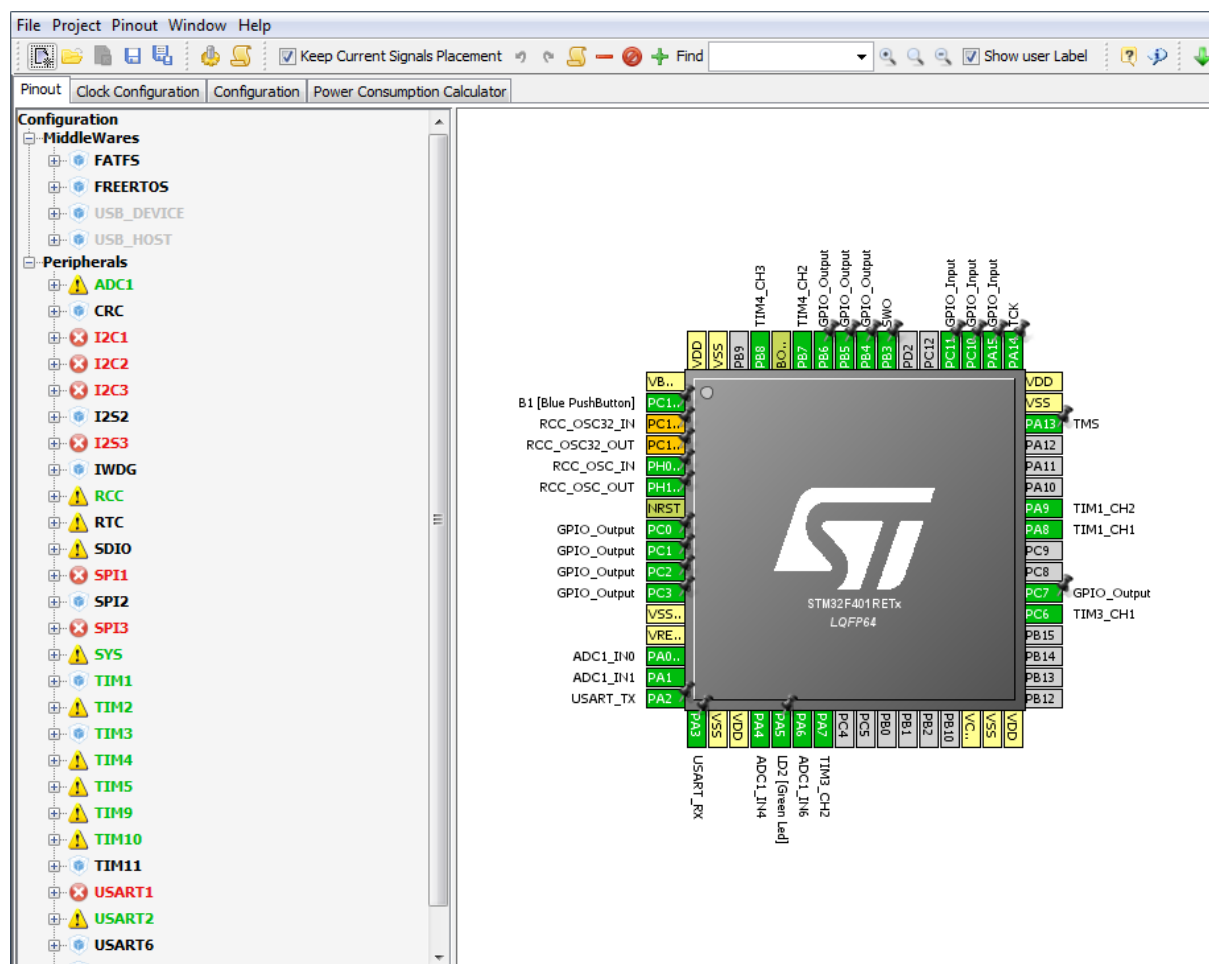 File Project Pinout Window Help
Keep Current Signals Placement Find Show user Label
Pinout Clock Configuration Configuration Power Consumption Calculator
Configuration
MiddleWares
FATFS
FREERTOS
USB_DEVICE
USB_HOST
Peripherals
ADC1
CRC
I2C1
I2C2
I2C3
I2S2
I2S3
IWDG
RCC
RTC
SDIO
SPI1
SPI2
SPI3
SYS
TIM1
TIM2
TIM3
TIM4
TIM5
TIM9
TIM10
TIM11
USART1
USART2
USART6
TIM4_CH3
TIM4_CH2
GPIO_Output
GPIO_Output
GPIO_Output
SWO
GPIO_Input
GPIO_Input
GPIO_Input
TCK
VDD
VSS
PB9
PB8
BO..
PB7
PB6
PB5
PB4
PB3
PD2
PC12
PC11
PC10
PA15
PA14
VB..
B1 [Blue PushButton] PC1..
RCC_OSC32_IN PC1..
RCC_OSC32_OUT PC1..
RCC_OSC_IN PH0..
RCC_OSC_OUT PH1..
NRST
GPIO_Output PC0
GPIO_Output PC1
GPIO_Output PC2
GPIO_Output PC3
VSS..
VRE..
ADC1_IN0 PA0..
ADC1_IN1 PA1
USART_TX PA2
STM32F401RETx
LQFP64
VDD
VSS
PA13 TMS
PA12
PA11
PA10
PA9 TIM1_CH2
PA8 TIM1_CH1
PC9
PC8
PC7 GPIO_Output
PC6 TIM3_CH1
PB15
PB14
PB13
PB12
PA3
VSS
VDD
PA4
PA5
PA6
PA7
PC4
PC5
PB0
PB1
PB2
PB10
VC..
VSS
VDD
USART_RX
ADC1_IN4
LD2 [Green Led]
ADC1_IN6
TIM3_CH2